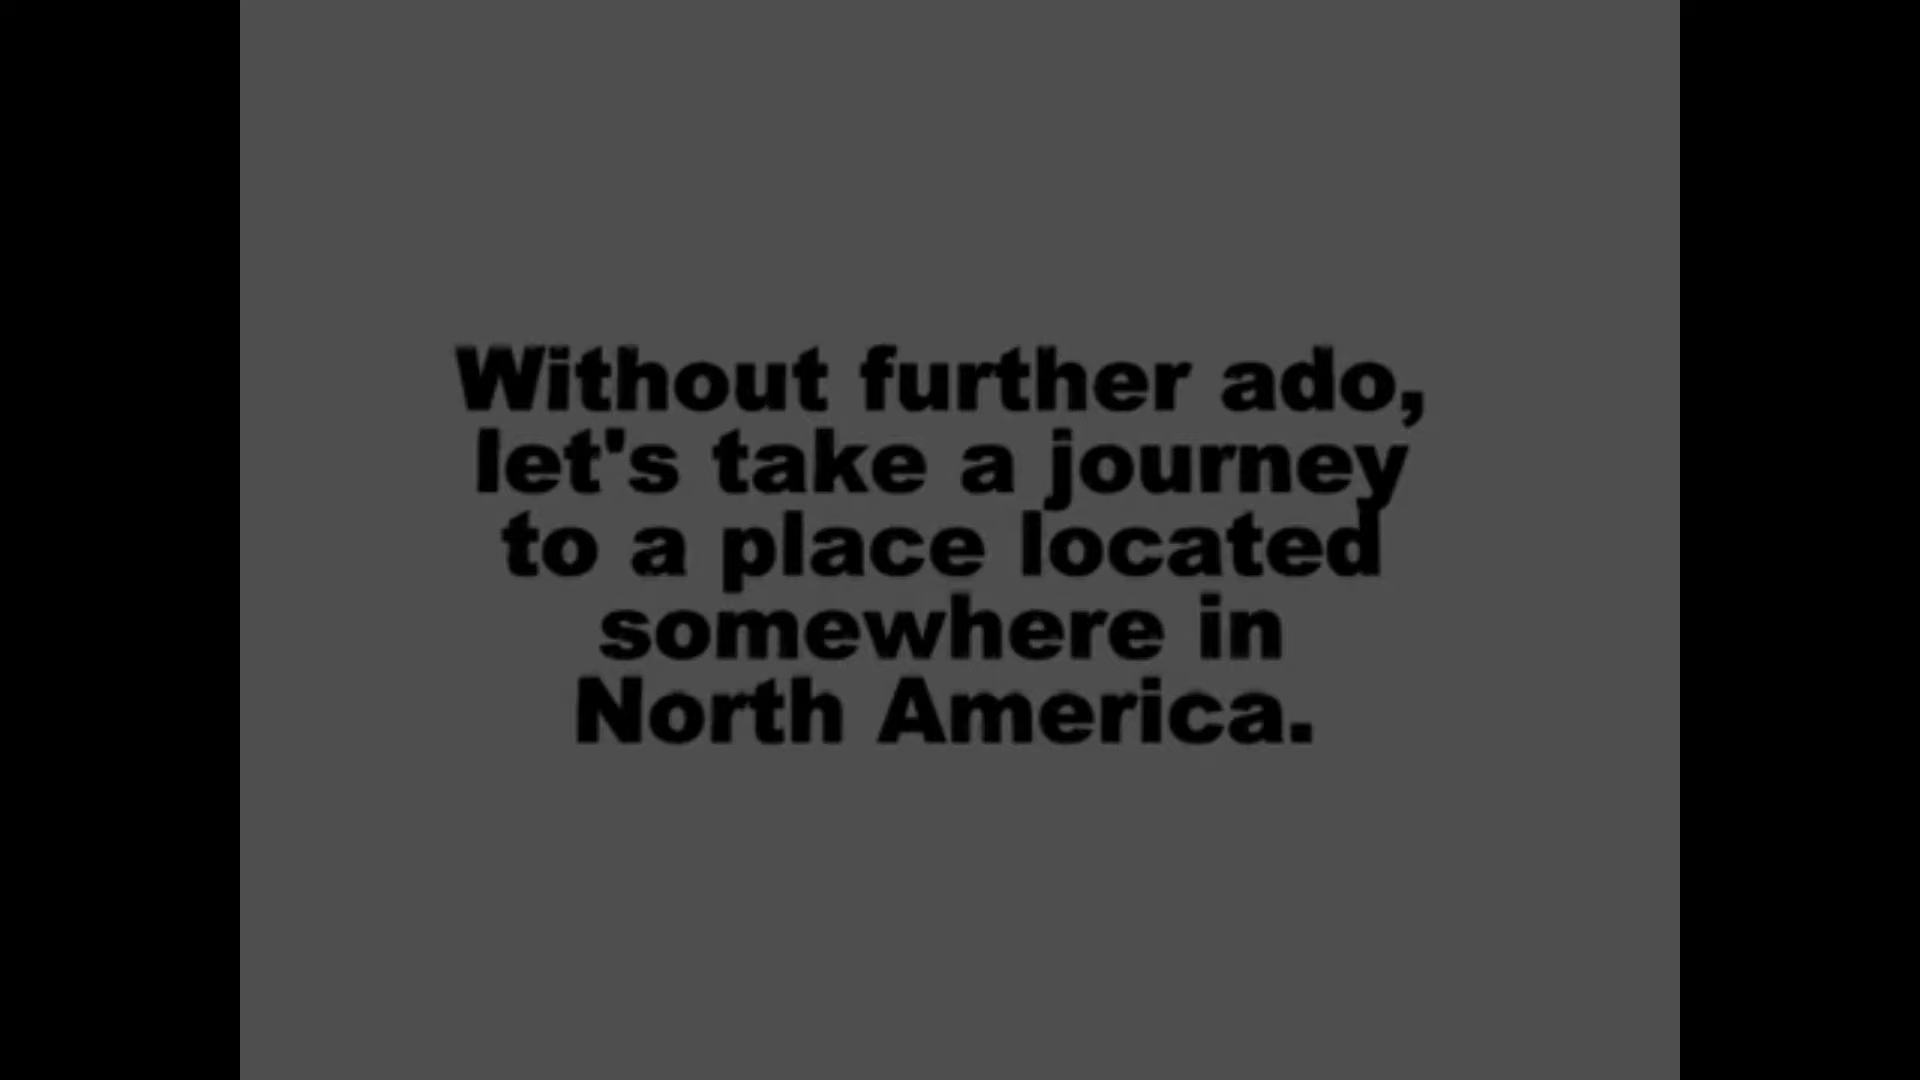 Without further ado,
let's take a journey
to a place located
somewhere in
North America.